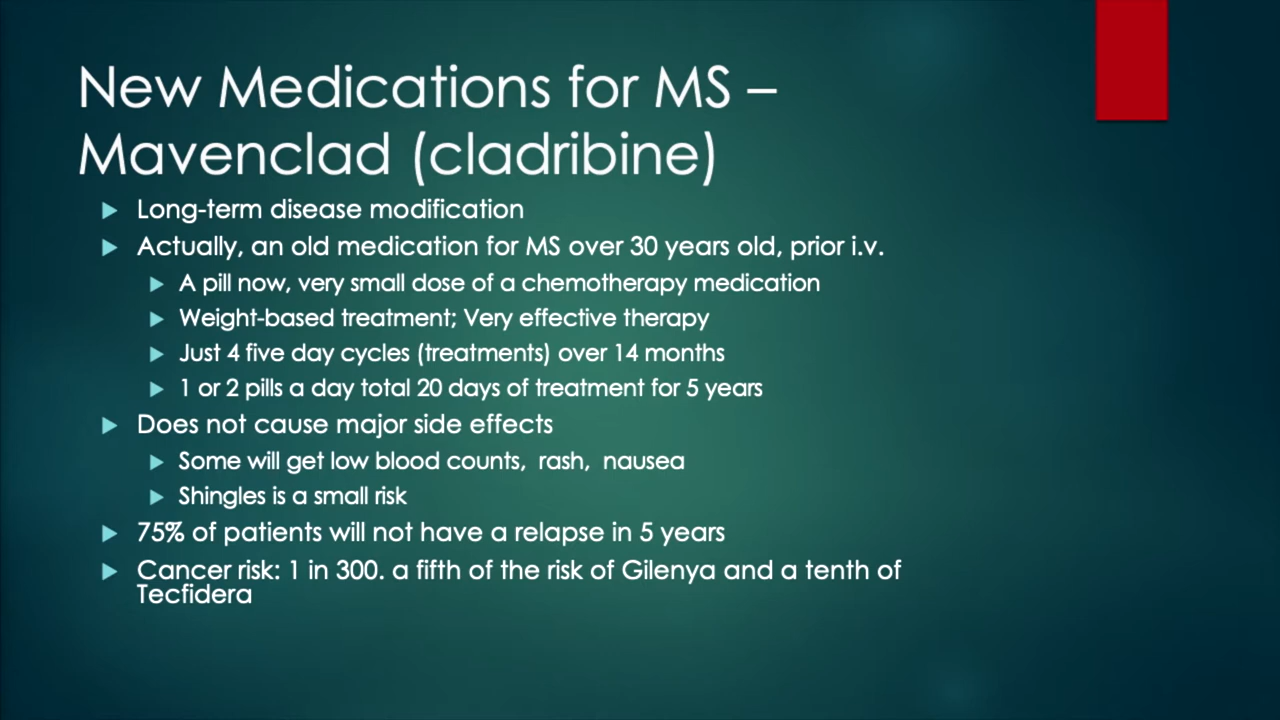 New Medications for MS –
Mavenclad (cladribine)
Long-term disease modification
Actually, an old medication for MS over 30 years old, prior i.v.
A pill now, very small dose of a chemotherapy medication
Weight-based treatment; Very effective therapy
Just 4 five day cycles (treatments) over 14 months
1 or 2 pills a day total 20 days of treatment for 5 years
Does not cause major side effects
Some will get low blood counts, rash, nausea
Shingles is a small risk
75% of patients will not have a relapse in 5 years
Cancer risk: 1 in 300. a fifth of the risk of Gilenya and a tenth of
Tecfidera